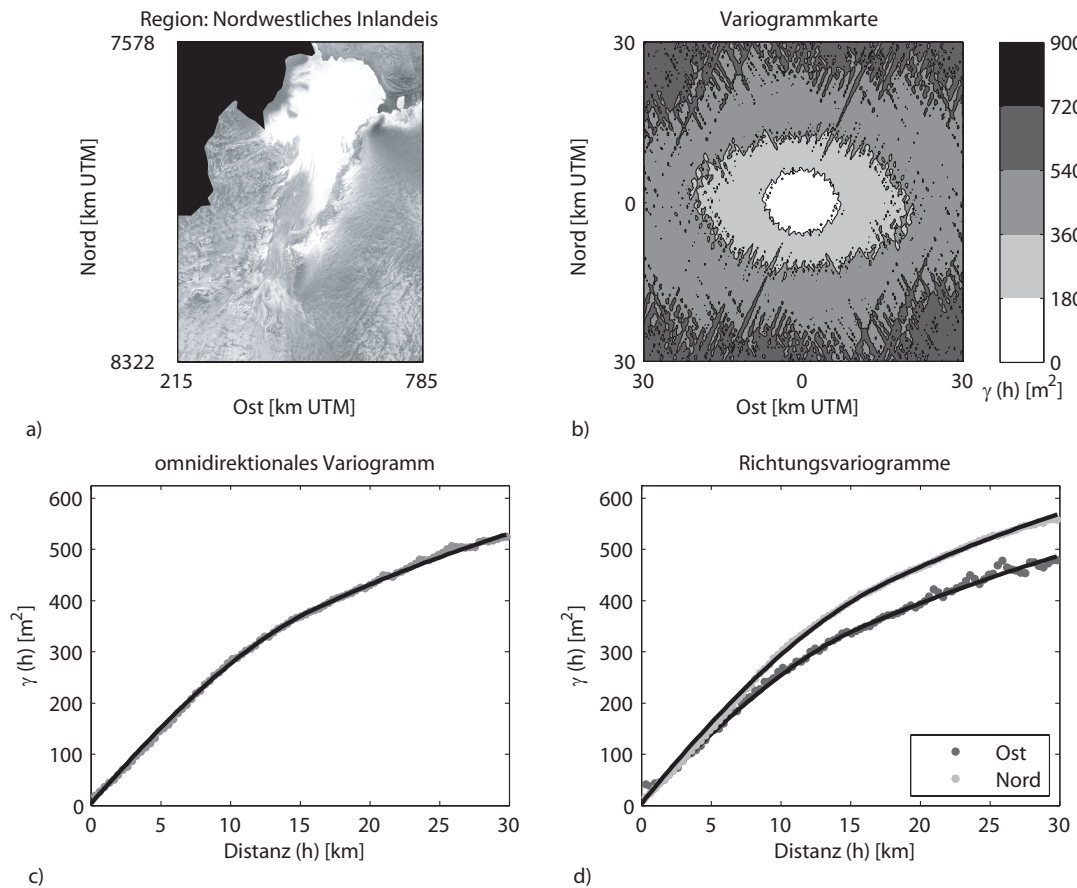 Region: Nordwestliches Inlandeis
7578
Nord [km UTM]
8322
215
785
Ost [km UTM]
a)
Variogrammkarte
30
Nord [km UTM]
0
30
30
0
30
Ost [km UTM]
b)
900
720
540
360
180
0
γ (h) [m²]
omnidirektionales Variogramm
600
500
400
300
200
100
0
γ (h) [m²]
0 5 10 15 20 25 30
Distanz (h) [km]
c)
Richtungsvariogramme
600
500
400
300
200
100
0
γ (h) [m²]
Ost
Nord
0 5 10 15 20 25 30
Distanz (h) [km]
d)